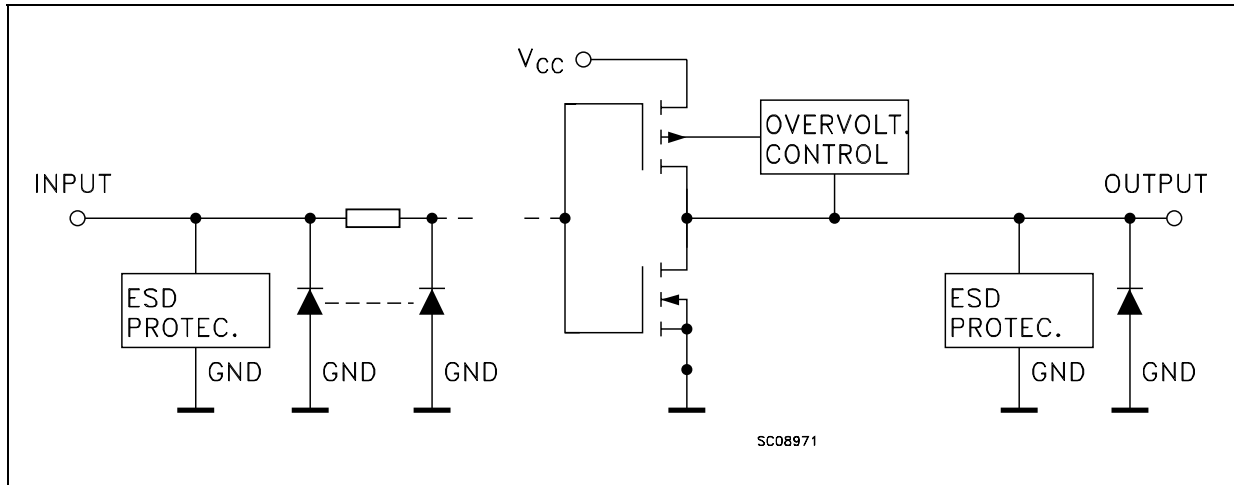 VCC
OVERVOLT.
CONTROL
INPUT
OUTPUT
ESD
PROTEC.
ESD
PROTEC.
GND
GND
GND
GND
GND
SC08971